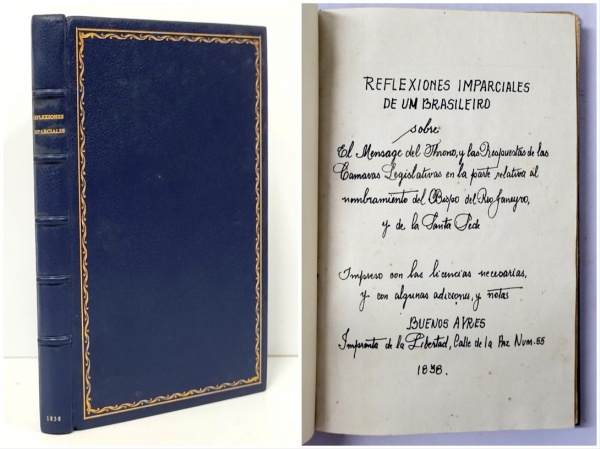 REFLEXIONES
IMPARCIALES
1838
REFLEXIONES IMPARCIALES
DE UM BRASILEIRO
sobre
El Mensage del Throno, y las Respuestas de las
Camaras Legislativas en la parte relativa al
nombramiento del Obispo del Rio Janeyro,
y de la Santa Sede
Impreso con las licencias necesarias,
y con algunas adiciones, y notas
BUENOS AYRES
Imprenta de la Libertad, Calle de la Paz Num. 55
1838.